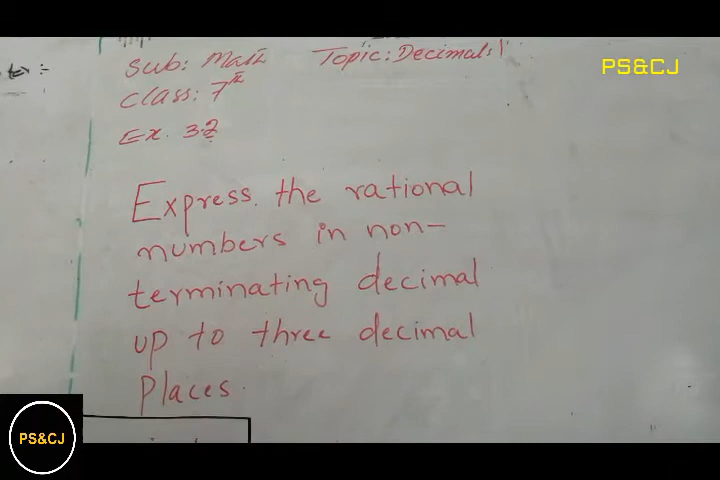 Sub: Math Topic: Decimals
PS&CJ
Class: 7th
Ex. 3.2
Express the rational
numbers in non-
terminating decimal
up to three decimal
Places.
PS&CJ